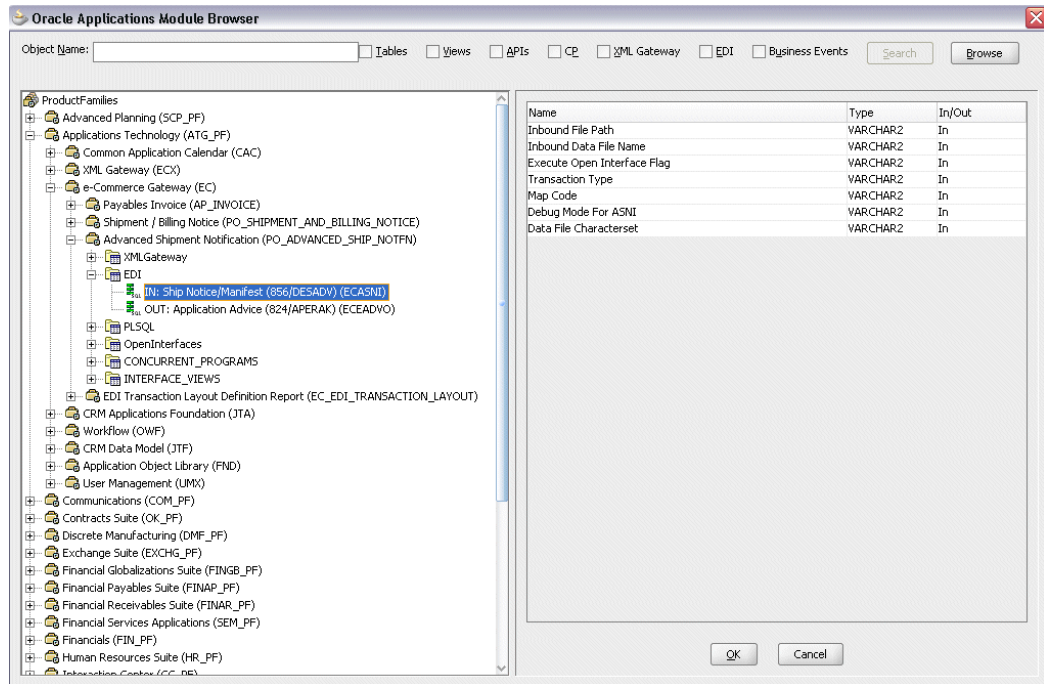 Oracle Applications Module Browser
Object Name: Tables Views APIs CP XML Gateway EDI Business Events Search Browse
ProductFamilies
Advanced Planning (SCP_PF)
Applications Technology (ATG_PF)
Common Application Calendar (CAC)
XML Gateway (ECX)
e-Commerce Gateway (EC)
Payables Invoice (AP_INVOICE)
Shipment / Billing Notice (PO_SHIPMENT_AND_BILLING_NOTICE)
Advanced Shipment Notification (PO_ADVANCED_SHIP_NOTFN)
XMLGateway
EDI
IN: Ship Notice/Manifest (856/DESADV) (ECASNI)
OUT: Application Advice (824/APERAK) (ECEADVO)
PLSQL
OpenInterfaces
CONCURRENT_PROGRAMS
INTERFACE_VIEWS
EDI Transaction Layout Definition Report (EC_EDI_TRANSACTION_LAYOUT)
CRM Applications Foundation (JTA)
Workflow (OWF)
CRM Data Model (JTF)
Application Object Library (FND)
User Management (UMX)
Communications (COM_PF)
Contracts Suite (OK_PF)
Discrete Manufacturing (DMF_PF)
Exchange Suite (EXCHG_PF)
Financial Globalizations Suite (FINGB_PF)
Financial Payables Suite (FINAP_PF)
Financial Receivables Suite (FINAR_PF)
Financial Services Applications (SEM_PF)
Financials (FIN_PF)
Human Resources Suite (HR_PF)
Interaction Center (CC_PF)
Name Type In/Out
Inbound File Path VARCHAR2 In
Inbound Data File Name VARCHAR2 In
Execute Open Interface Flag VARCHAR2 In
Transaction Type VARCHAR2 In
Map Code VARCHAR2 In
Debug Mode For ASNI VARCHAR2 In
Data File Characterset VARCHAR2 In
OK Cancel